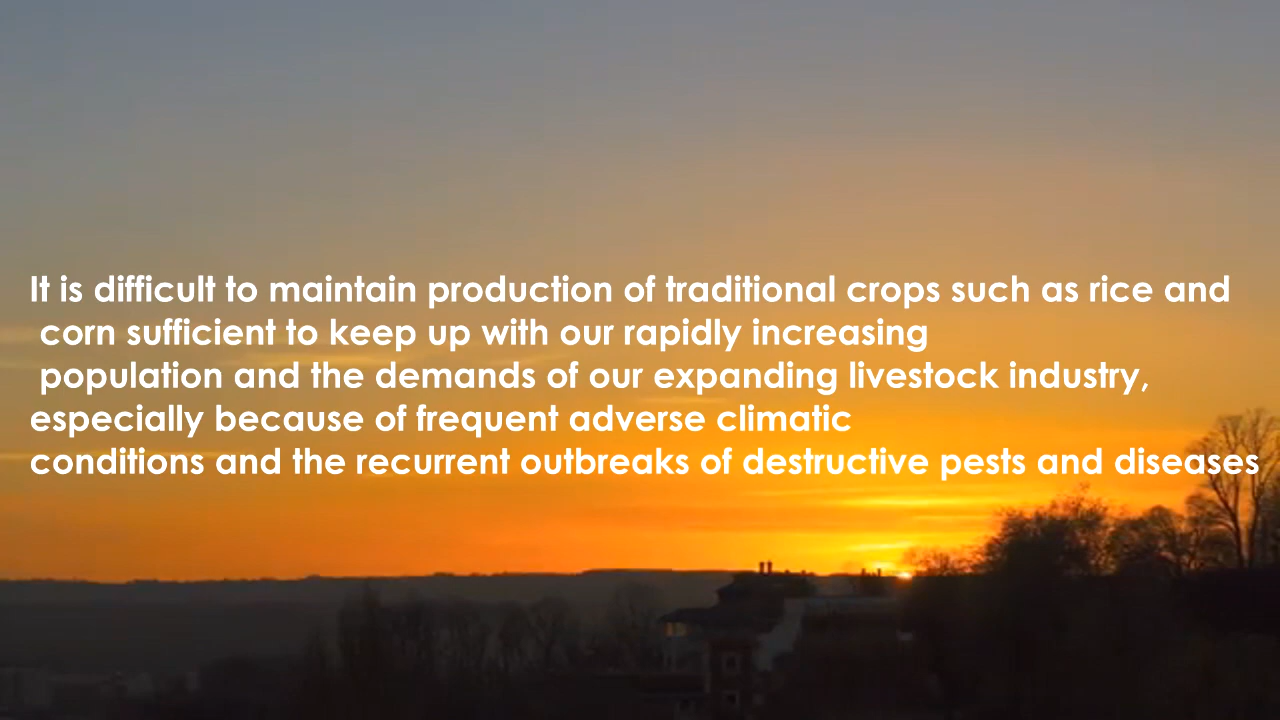 It is difficult to maintain production of traditional crops such as rice and
corn sufficient to keep up with our rapidly increasing
population and the demands of our expanding livestock industry,
especially because of frequent adverse climatic
conditions and the recurrent outbreaks of destructive pests and diseases